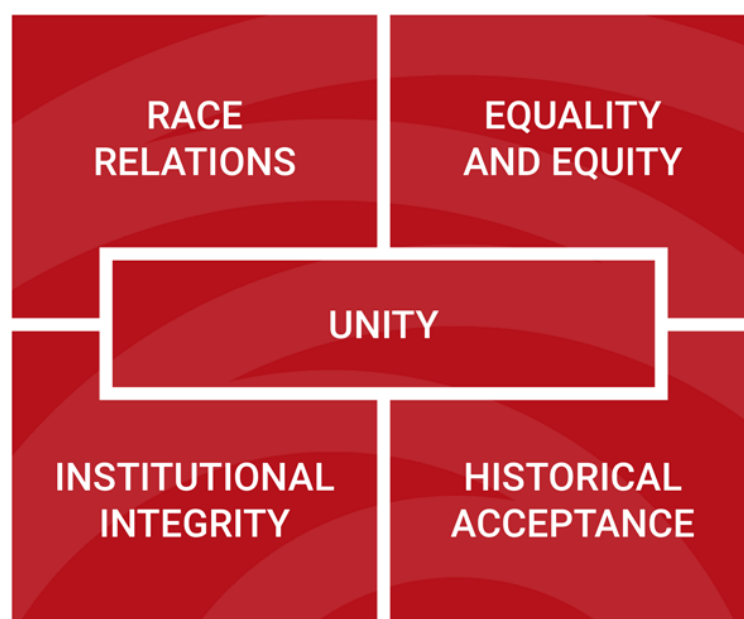 RACE
RELATIONS
EQUALITY
AND EQUITY
UNITY
INSTITUTIONAL
INTEGRITY
HISTORICAL
ACCEPTANCE